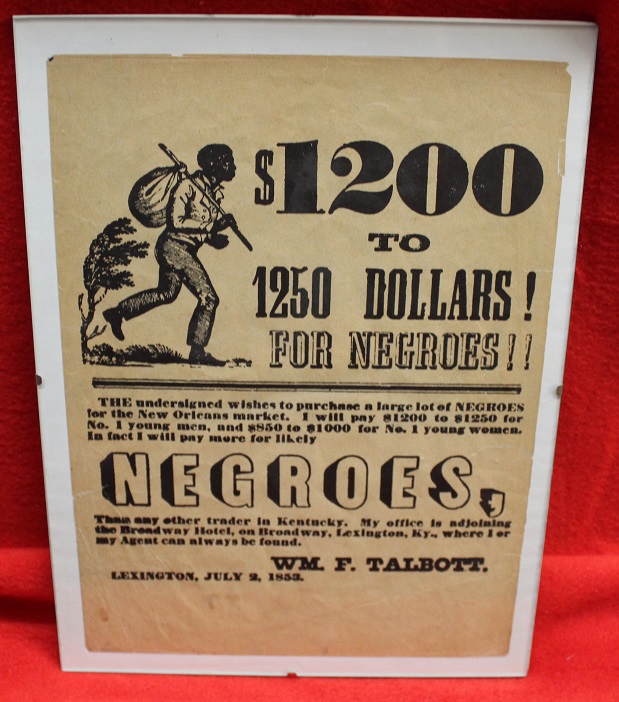 $1200
TO
1250 DOLLARS!
FOR NEGROES!!
THE undersigned wishes to purchase a large lot of NEGROES
for the New Orleans market. I will pay $1200 to $1250 for
No. 1 young men, and $850 to $1000 for No. 1 young women.
In fact I will pay more for likely
NEGROES,
Than any other trader in Kentucky. My office is adjoining
the Broadway Hotel, on Broadway, Lexington, Ky., where I or
my Agent can always be found.
WM. F. TALBOTT.
LEXINGTON, JULY 2, 1853.